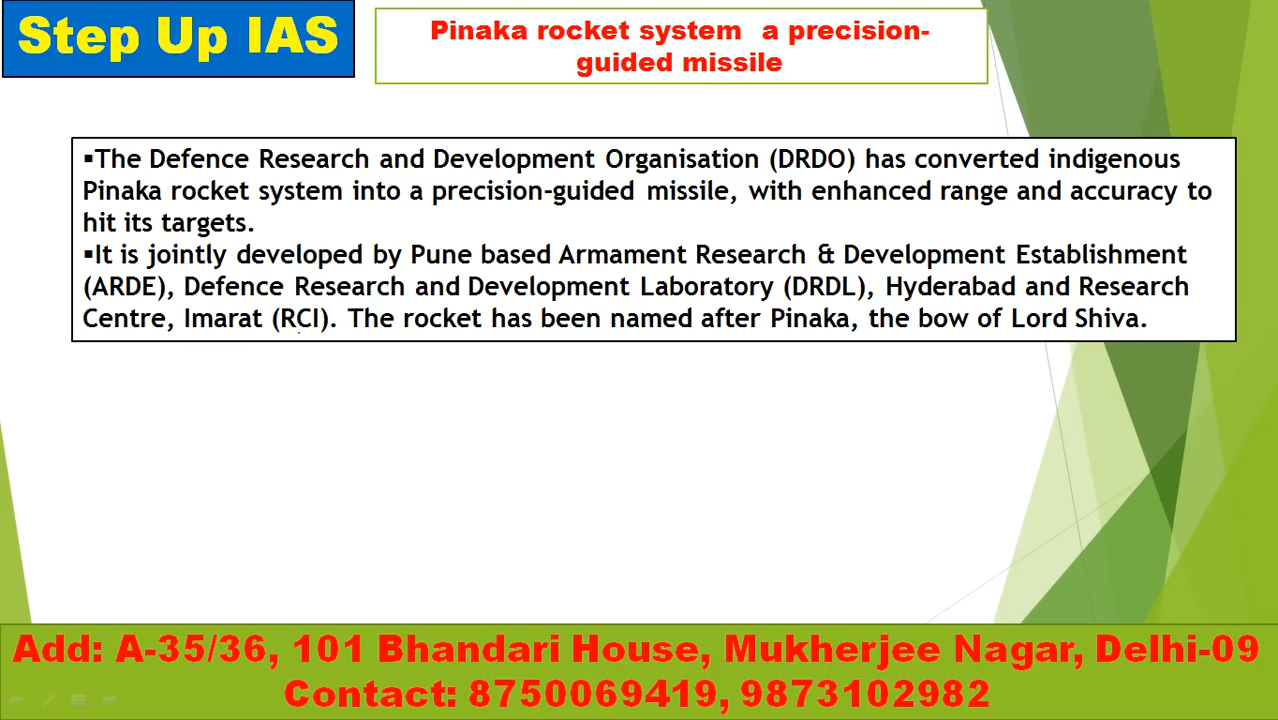 Step Up IAS
Pinaka rocket system a precision-
guided missile
▪The Defence Research and Development Organisation (DRDO) has converted indigenous
Pinaka rocket system into a precision-guided missile, with enhanced range and accuracy to
hit its targets.
▪It is jointly developed by Pune based Armament Research & Development Establishment
(ARDE), Defence Research and Development Laboratory (DRDL), Hyderabad and Research
Centre, Imarat (RCI). The rocket has been named after Pinaka, the bow of Lord Shiva.
Add: A-35/36, 101 Bhandari House, Mukherjee Nagar, Delhi-09
Contact: 8750069419, 9873102982